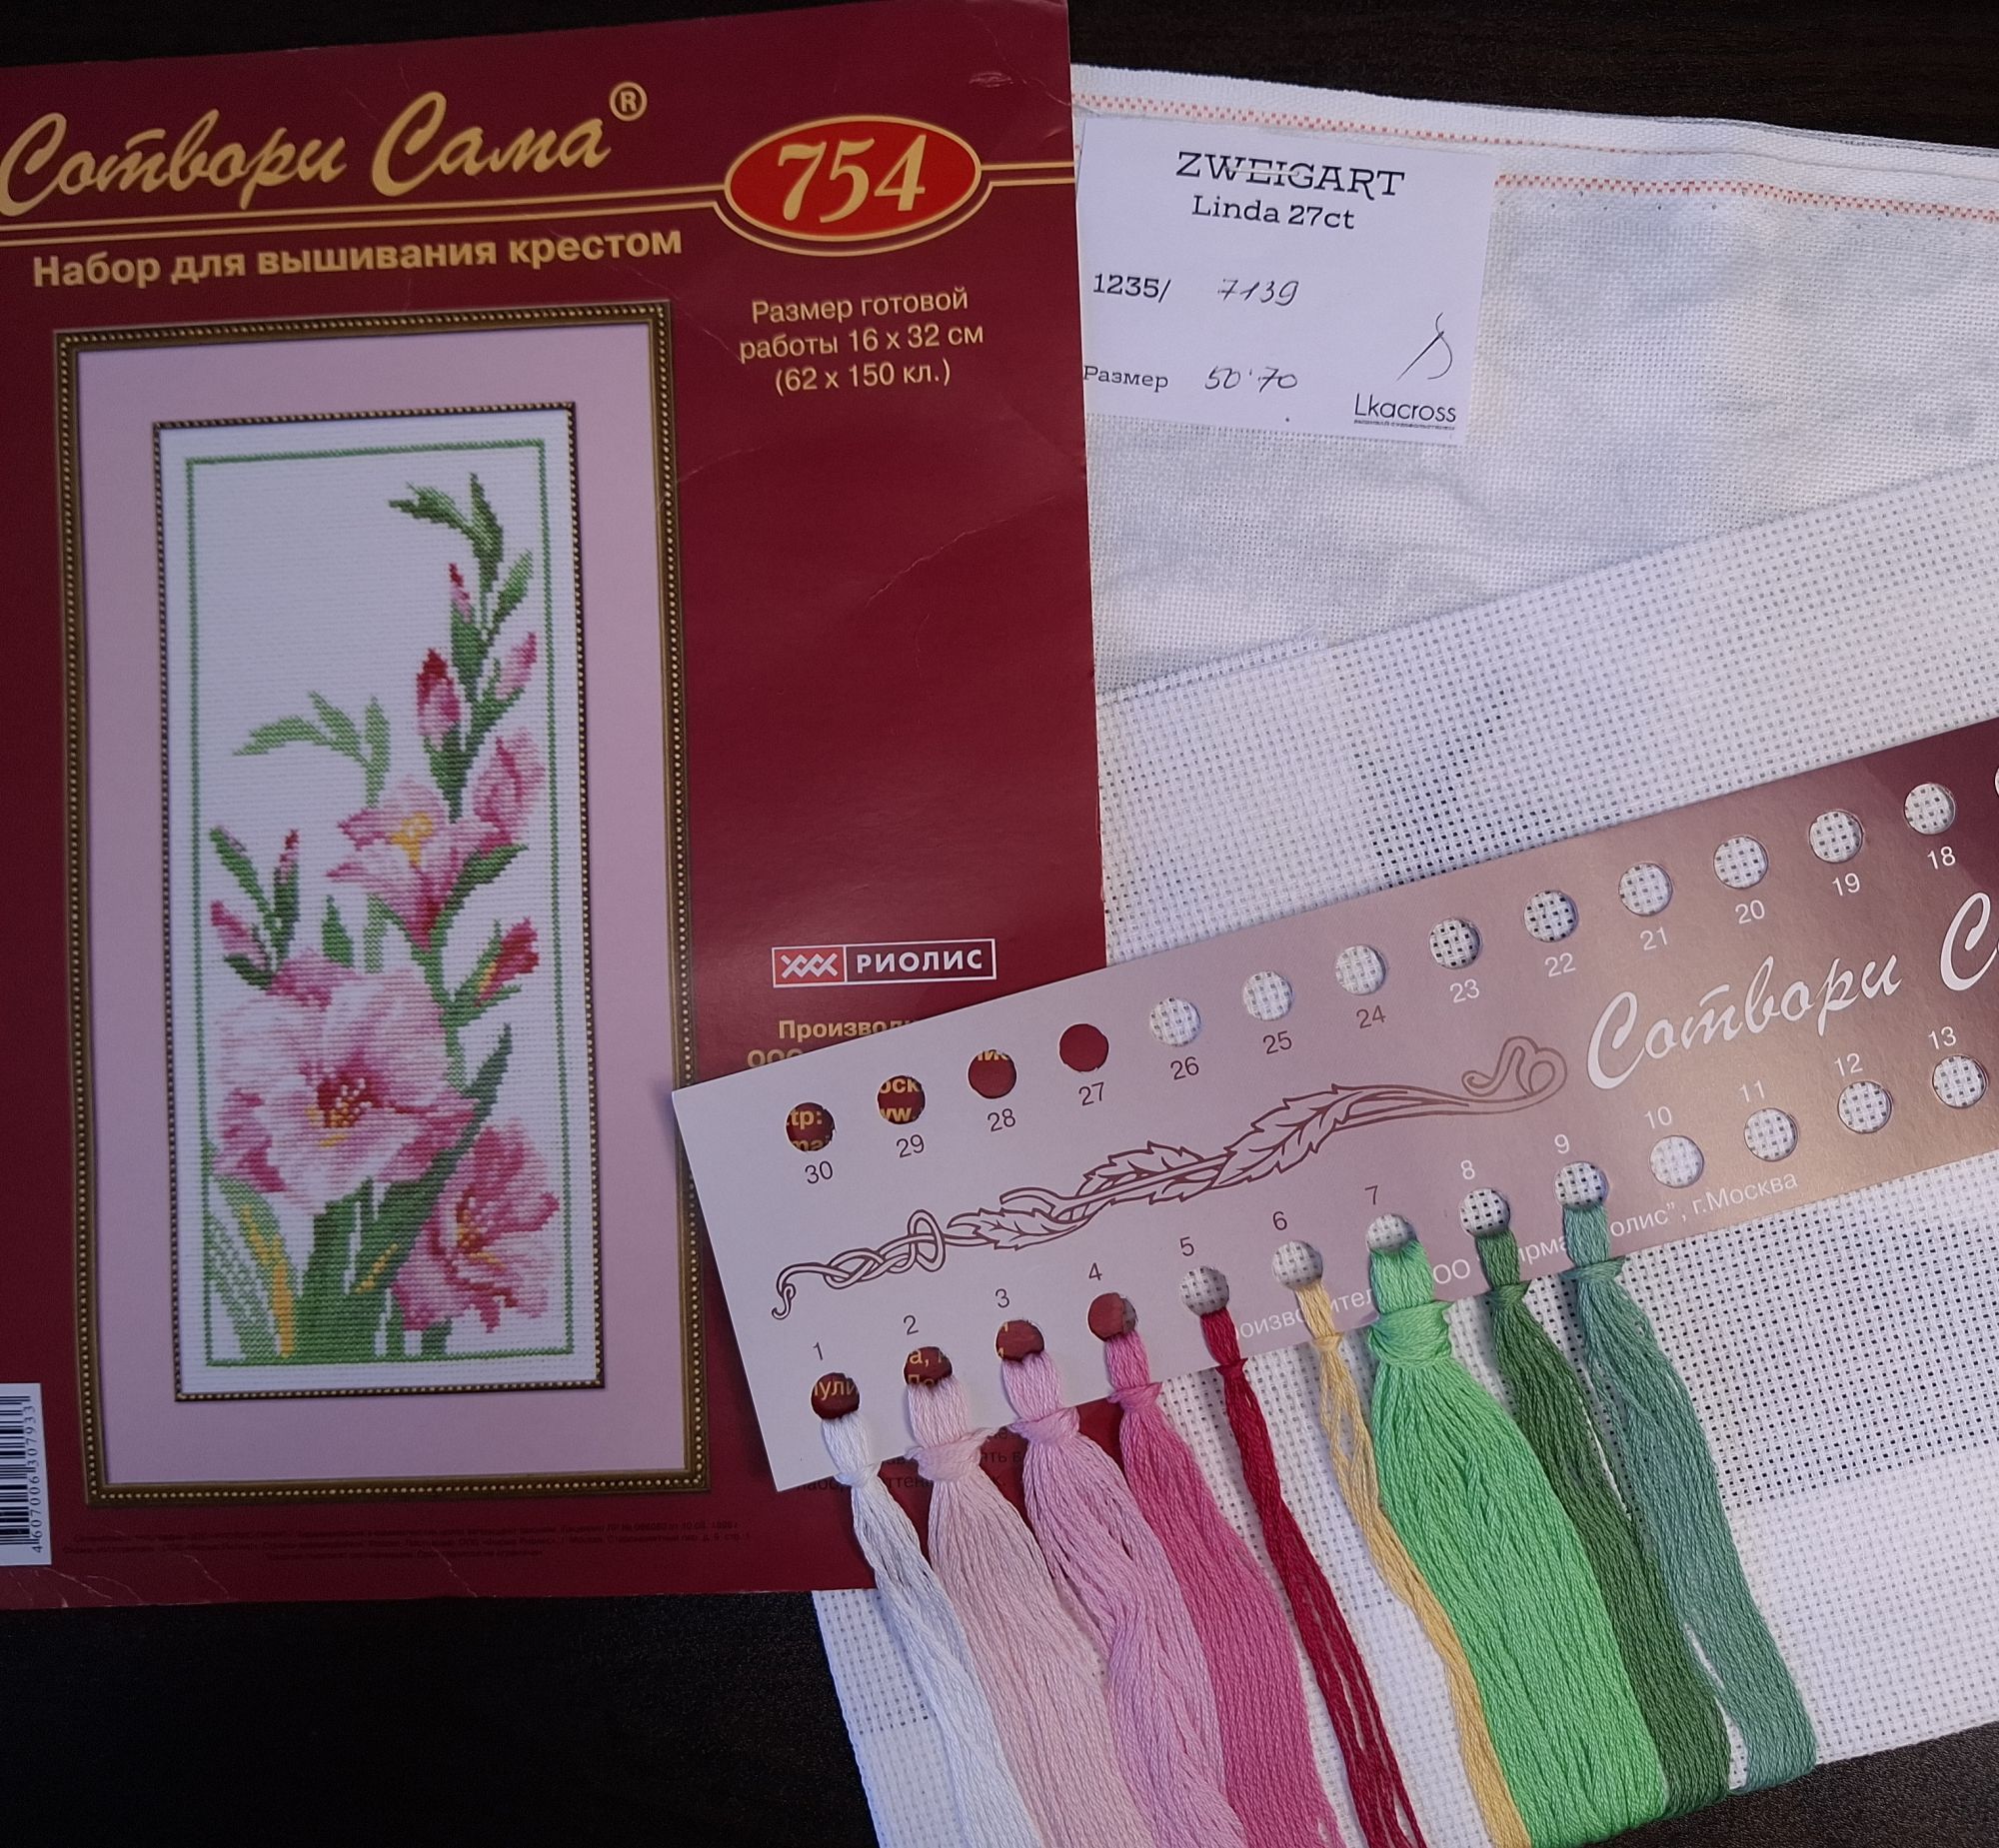 Сотвори Сама®
754
Набор для вышивания крестом
Размер готовой
работы 16 x 32 см
(62 x 150 кл.)
РИОЛИС
ZWEIGART
Linda 27ct
1235/ 7139
Размер 50*70
Lkacross
18
19
20
21
22
23
24
25
26
27
28
29
30
Сотвори С
1
2
3
4
5
6
7
8
9
10
11
12
13
олис", г.Москва
4607006307933